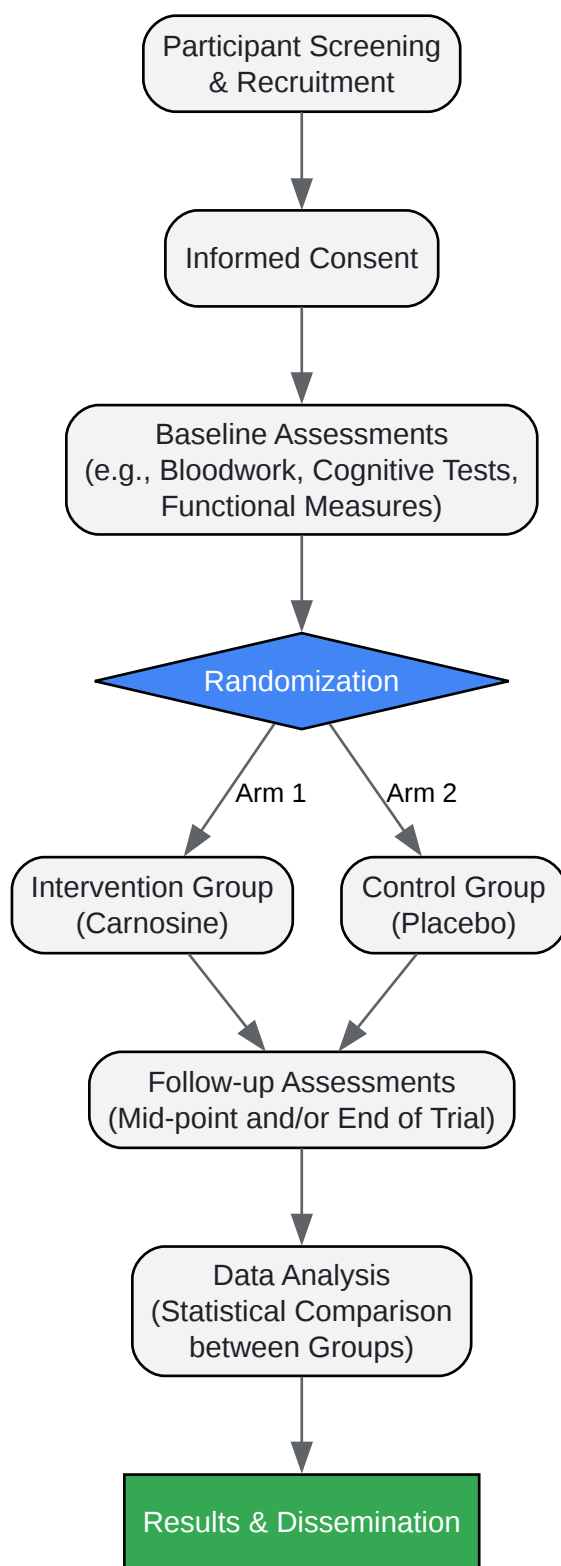 Participant Screening
& Recruitment
Informed Consent
Baseline Assessments
(e.g., Bloodwork, Cognitive Tests,
Functional Measures)
Randomization
Arm 1
Arm 2
Intervention Group
(Carnosine)
Control Group
(Placebo)
Follow-up Assessments
(Mid-point and/or End of Trial)
Data Analysis
(Statistical Comparison
between Groups)
Results & Dissemination